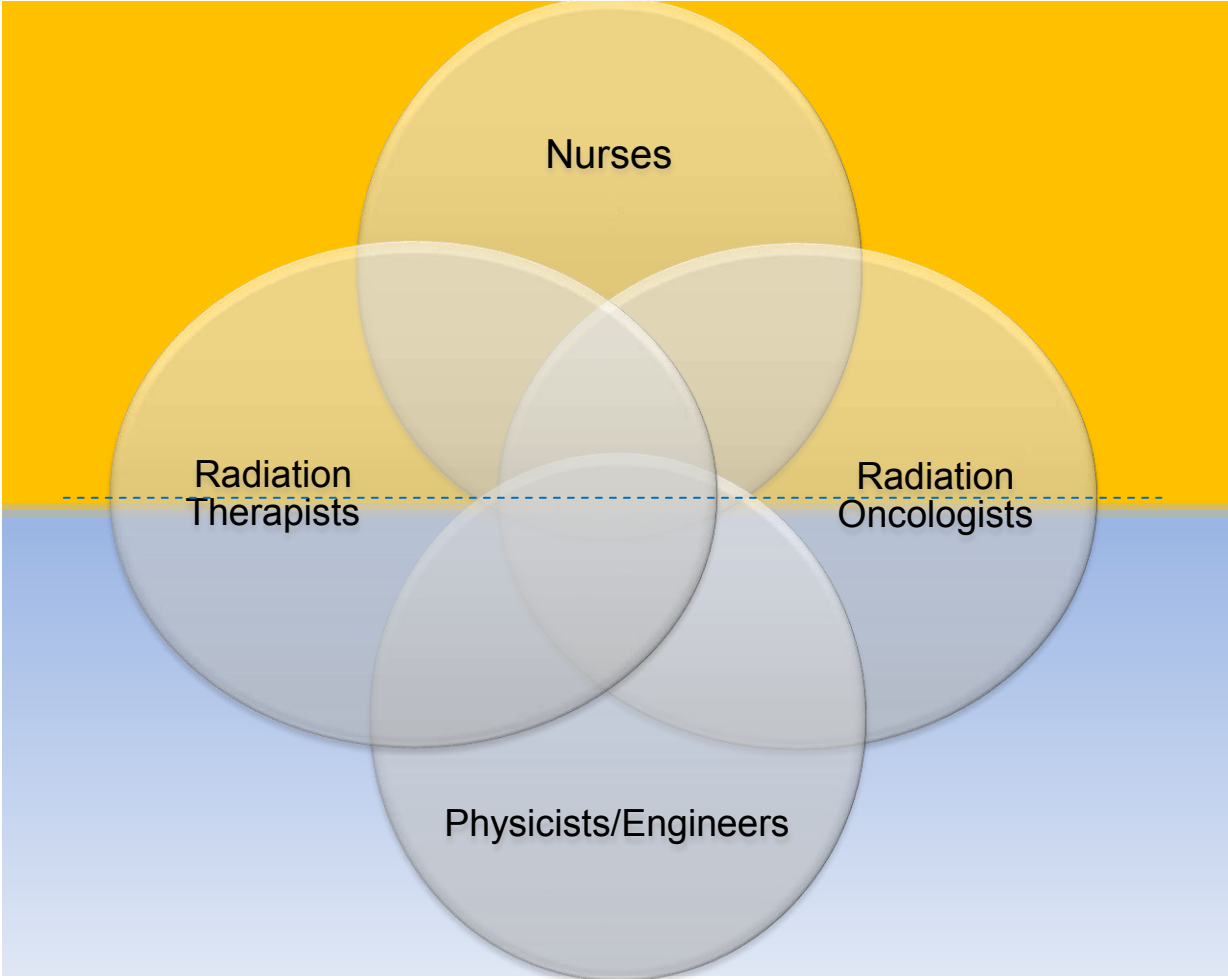 Nurses
Radiation
Therapists
Radiation
Oncologists
Physicists/Engineers